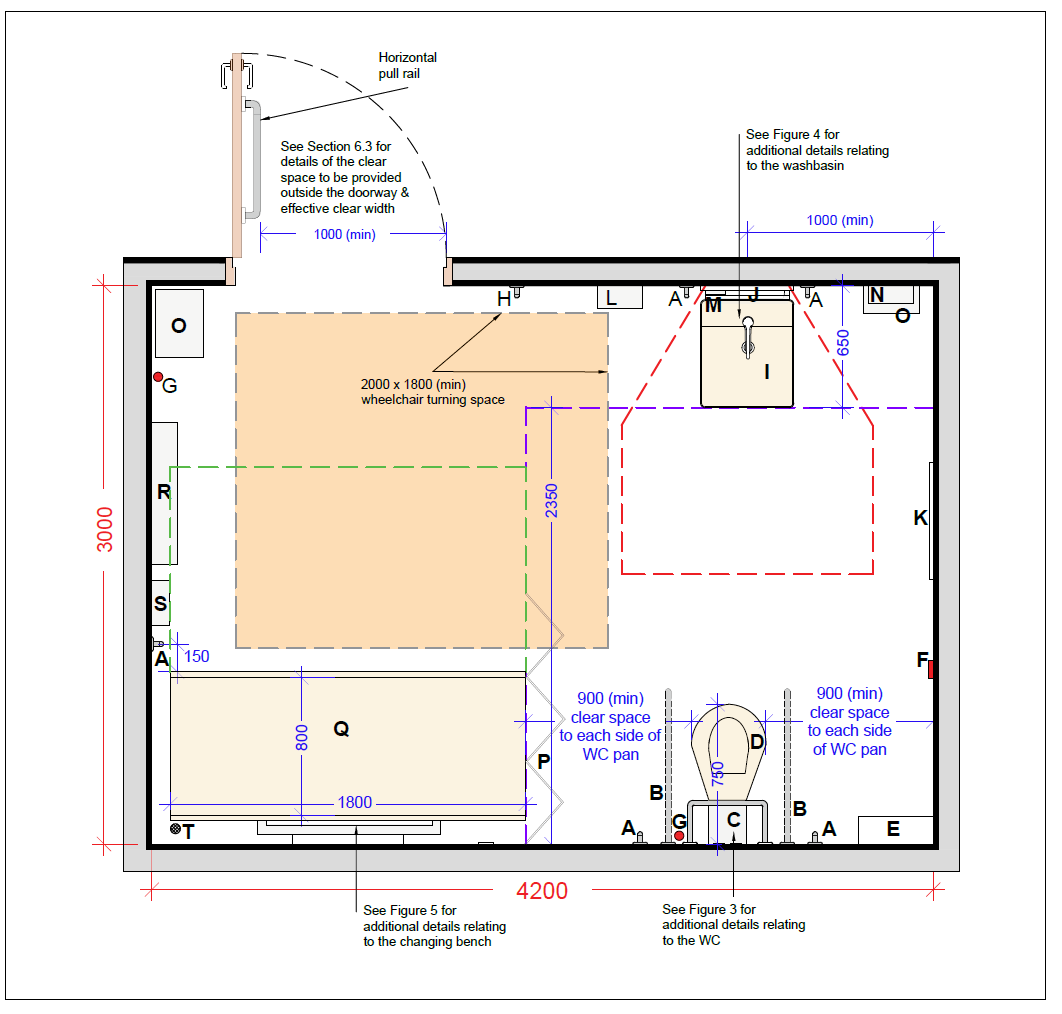 Horizontal
pull rail
See Section 6.3 for
details of the clear
space to be provided
outside the doorway &
effective clear width
1000 (min)
See Figure 4 for
additional details relating
to the washbasin
1000 (min)
O
G
H
L
A
M
J
A
N
O
I
650
2000 x 1800 (min)
wheelchair turning space
R
2350
K
3000
S
A
150
F
Q
800
1800
T
P
900 (min)
clear space
to each side of
WC pan
900 (min)
clear space
to each side
of WC pan
D
750
B
B
G
C
A
A
E
4200
See Figure 5 for
additional details relating
to the changing bench
See Figure 3 for
additional details relating
to the WC